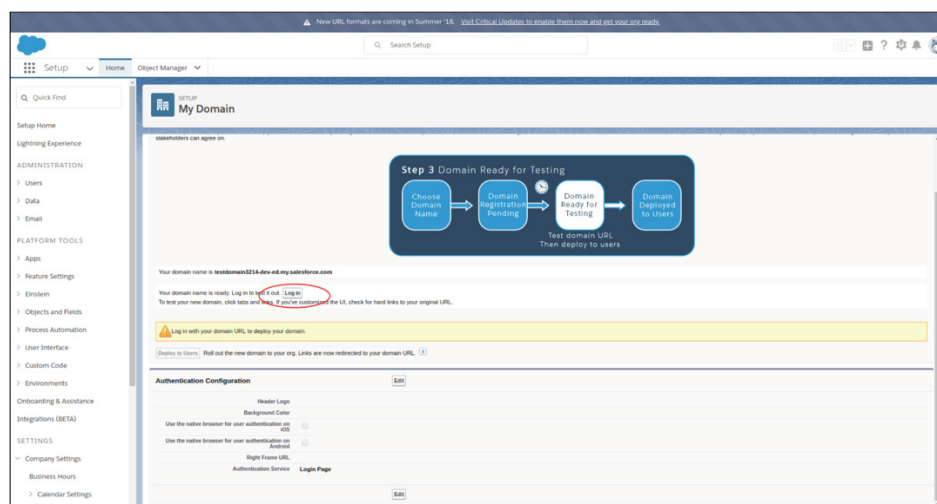 New URL formats are coming in Summer '18. Visit Critical Updates to enable them now and get your org ready.
Search Setup
Setup
Home
Object Manager
Quick Find
SETUP
My Domain
Setup Home
Lightning Experience
ADMINISTRATION
Users
Data
Email
PLATFORM TOOLS
Apps
Feature Settings
Einstein
Objects and Fields
Process Automation
User Interface
Custom Code
Environments
Onboarding & Assistance
Integrations (BETA)
SETTINGS
Company Settings
Business Hours
Calendar Settings
stakeholders can agree on.
Step 3 Domain Ready for Testing
Choose
Domain
Name
Domain
Registration
Pending
Domain
Ready for
Testing
Domain
Deployed
to Users
Test domain URL
Then deploy to users
Your domain name is testdomain3214-dev-ed.my.salesforce.com
Your domain name is ready. Log in to test it out. Log in
To test your new domain, click tabs and links. If you've customized the UI, check for hard links to your original URL.
Log in with your domain URL to deploy your domain.
Deploy to Users Roll out the new domain to your org. Links are now redirected to your domain URL. i
Authentication Configuration Edit
Header Logo
Background Color
Use the native browser for user authentication on
iOS
Use the native browser for user authentication on
Android
Right Frame URL
Authentication Service Login Page
Edit